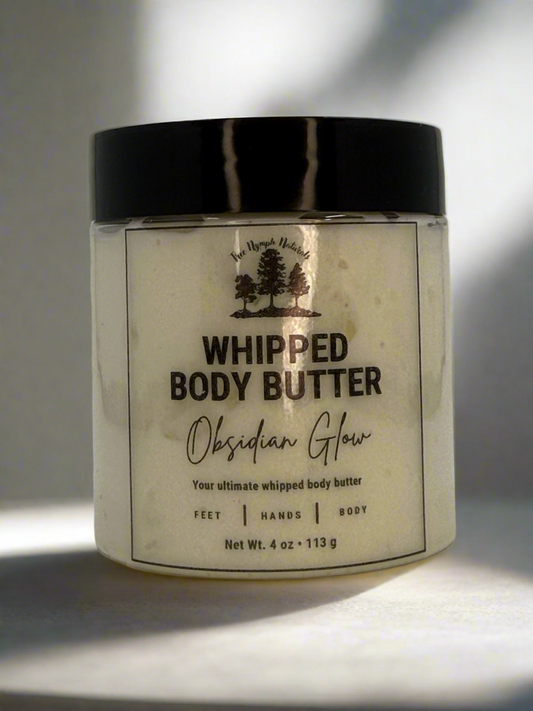 Tree Nymph Naturals
WHIPPED
BODY BUTTER
Obsidian Glow
Your ultimate whipped body butter
FEET | HANDS | BODY
Net Wt. 4 oz • 113 g